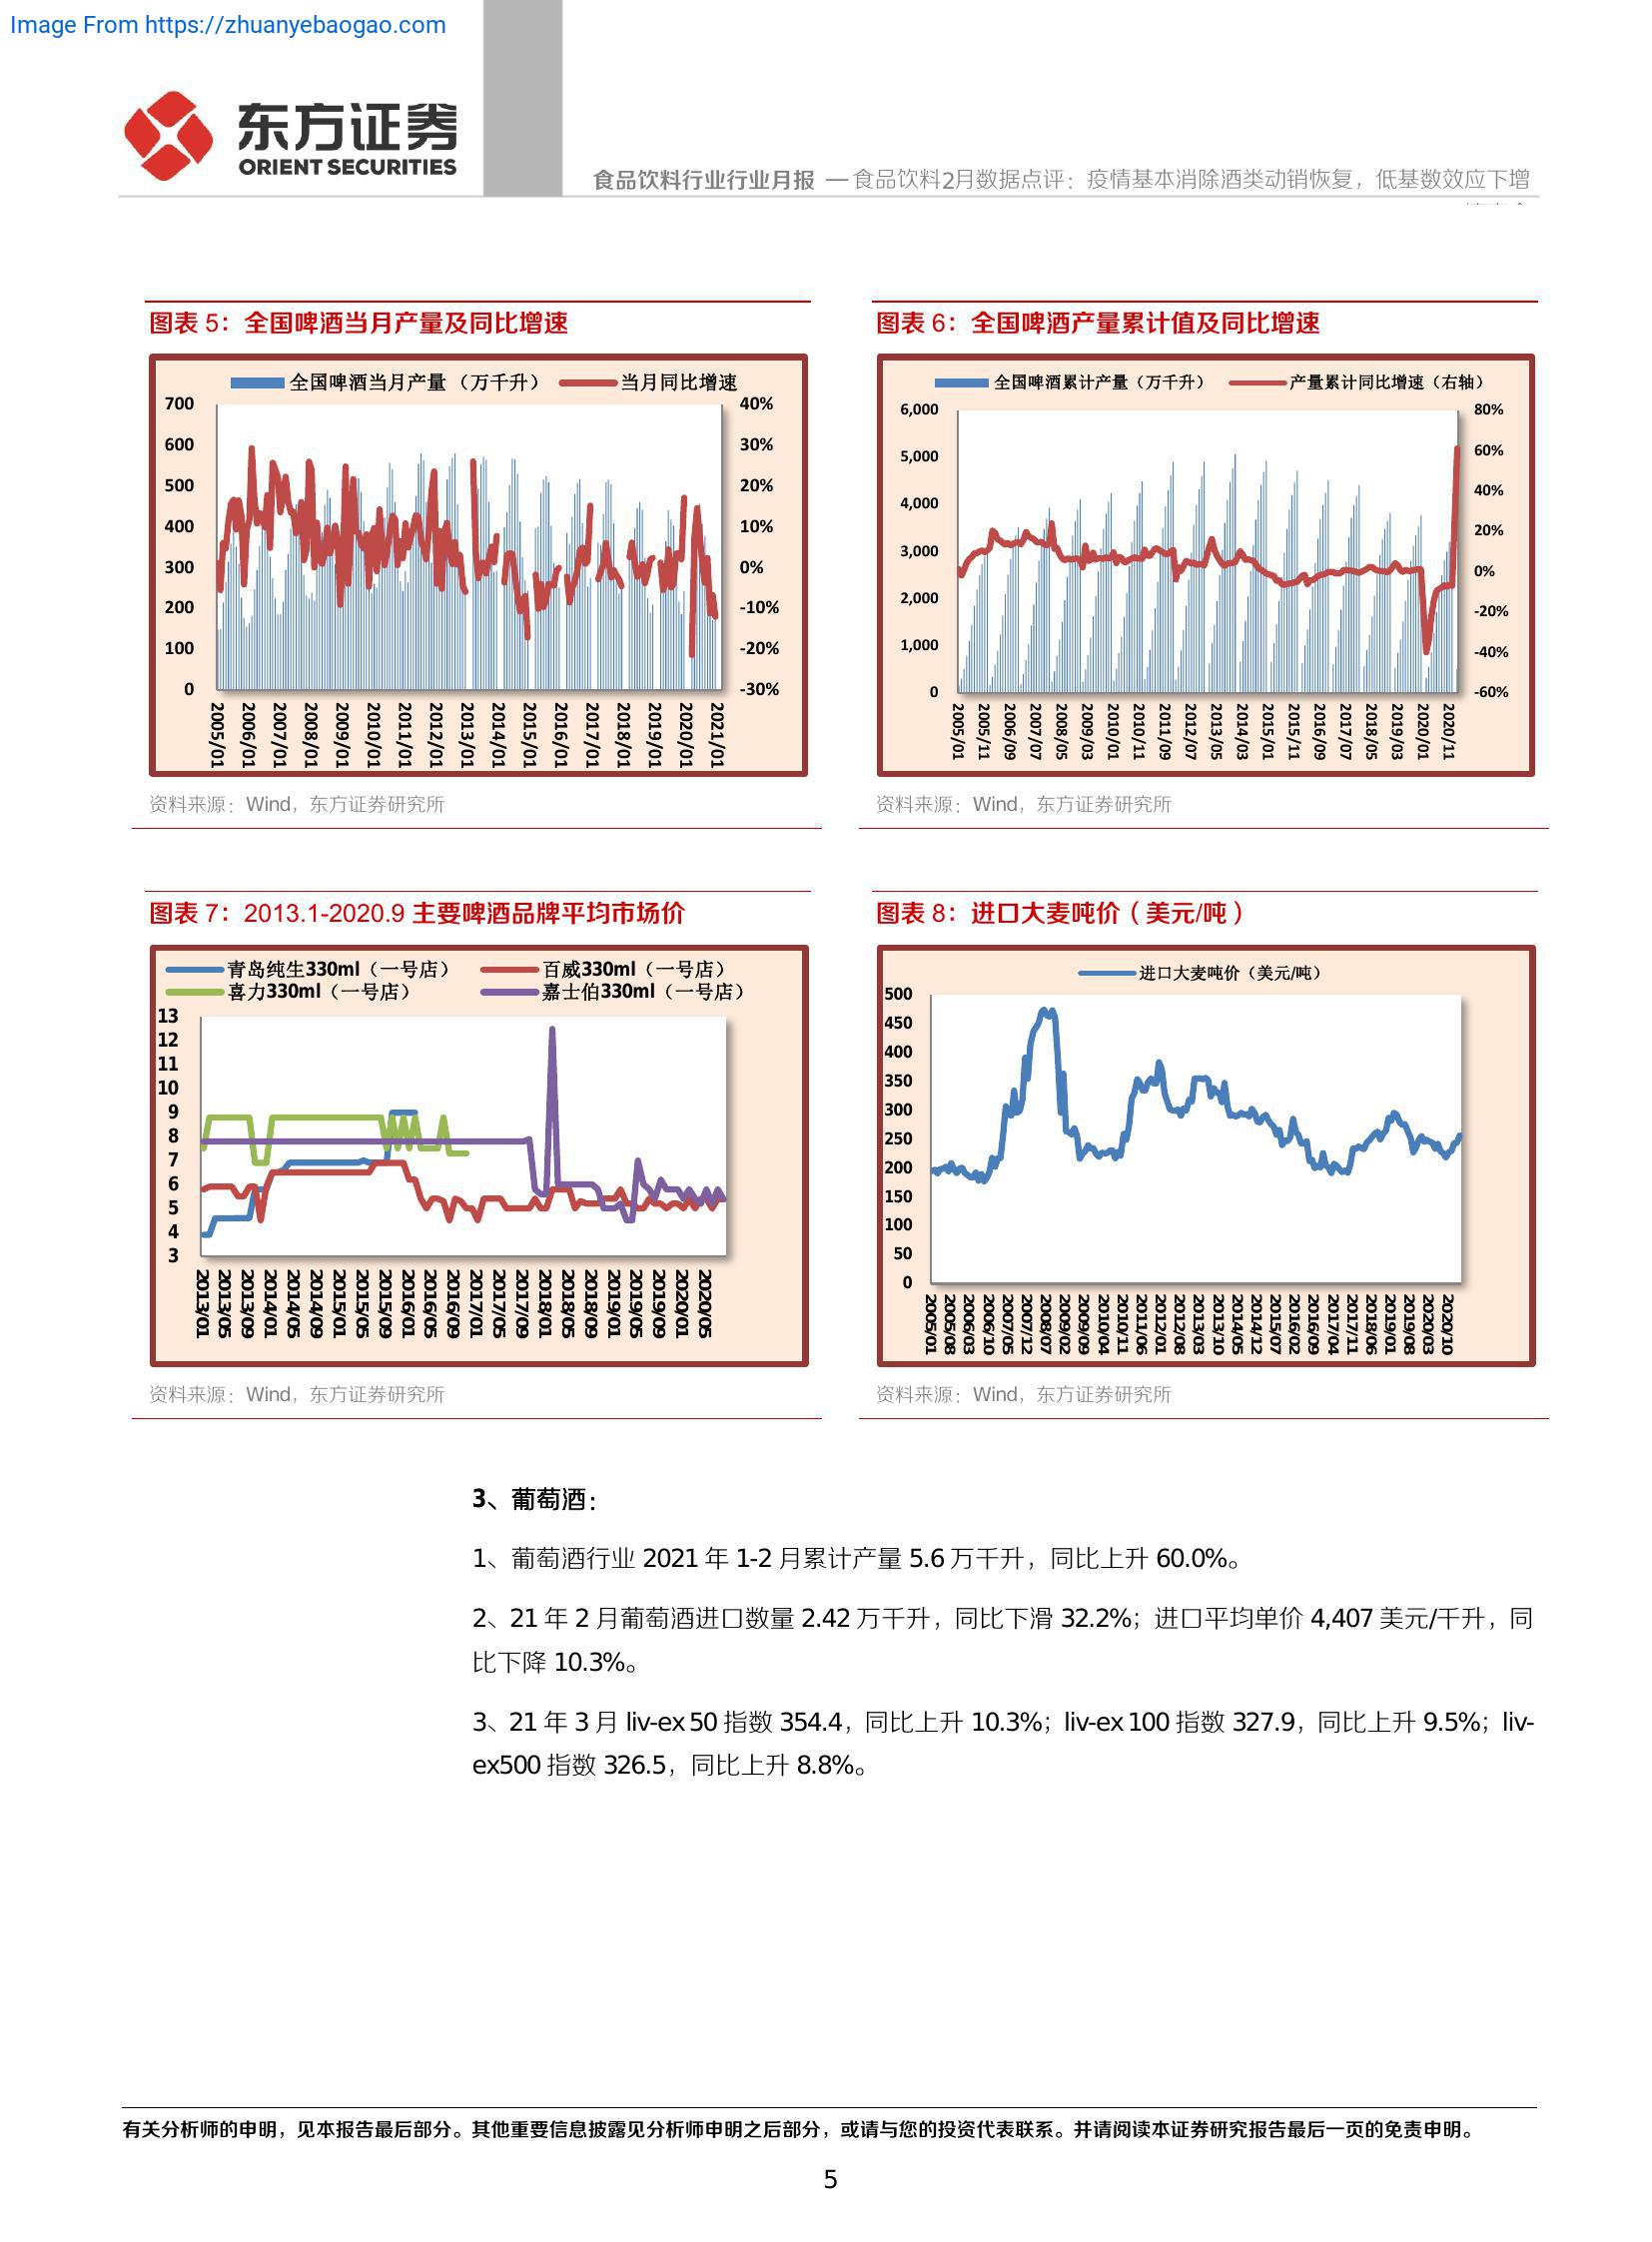 Image From https://zhuanyebaogao.com
东方证券
ORIENT SECURITIES
食品饮料行业行业月报 — 食品饮料2月数据点评：疫情基本消除酒类动销恢复，低基数效应下增
图表 5：全国啤酒当月产量及同比增速
全国啤酒当月产量（万千升） 当月同比增速
700 40%
600 30%
500 20%
400 10%
300 0%
200 -10%
100 -20%
0 -30%
2005/01 2006/01 2007/01 2008/01 2009/01 2010/01 2011/01 2012/01 2013/01 2014/01 2015/01 2016/01 2017/01 2018/01 2019/01 2020/01 2021/01
资料来源：Wind，东方证券研究所
图表 6：全国啤酒产量累计值及同比增速
全国啤酒累计产量（万千升） 产量累计同比增速（右轴）
6,000 80%
5,000 60%
4,000 40%
3,000 20%
2,000 0%
1,000 -20%
0 -40%
-60%
2005/01 2005/11 2006/09 2007/07 2008/05 2009/03 2010/01 2010/11 2011/09 2012/07 2013/05 2014/03 2015/01 2015/11 2016/09 2017/07 2018/05 2019/03 2020/01 2020/11
资料来源：Wind，东方证券研究所
图表 7：2013.1-2020.9 主要啤酒品牌平均市场价
青岛纯生330ml（一号店） 百威330ml（一号店）
喜力330ml（一号店） 嘉士伯330ml（一号店）
13
12
11
10
9
8
7
6
5
4
3
2013/01 2013/05 2013/09 2014/01 2014/05 2014/09 2015/01 2015/05 2015/09 2016/01 2016/05 2016/09 2017/01 2017/05 2017/09 2018/01 2018/05 2018/09 2019/01 2019/05 2019/09 2020/01 2020/05
资料来源：Wind，东方证券研究所
图表 8：进口大麦吨价（美元/吨）
进口大麦吨价（美元/吨）
500
450
400
350
300
250
200
150
100
50
0
2005/01 2005/08 2006/03 2006/10 2007/05 2007/12 2008/07 2009/02 2009/09 2010/04 2010/11 2011/06 2012/01 2012/08 2013/03 2013/10 2014/05 2014/12 2015/07 2016/02 2016/09 2017/04 2017/11 2018/06 2019/01 2019/08 2020/03 2020/10
资料来源：Wind，东方证券研究所
3、葡萄酒：
1、葡萄酒行业 2021 年 1-2 月累计产量 5.6 万千升，同比上升 60.0%。
2、21 年 2 月葡萄酒进口数量 2.42 万千升，同比下滑 32.2%；进口平均单价 4,407 美元/千升，同
比下降 10.3%。
3、21 年 3 月 liv-ex 50 指数 354.4，同比上升 10.3%；liv-ex 100 指数 327.9，同比上升 9.5%；liv-
ex500 指数 326.5，同比上升 8.8%。
有关分析师的申明，见本报告最后部分。其他重要信息披露见分析师申明之后部分，或请与您的投资代表联系。并请阅读本证券研究报告最后一页的免责申明。
5